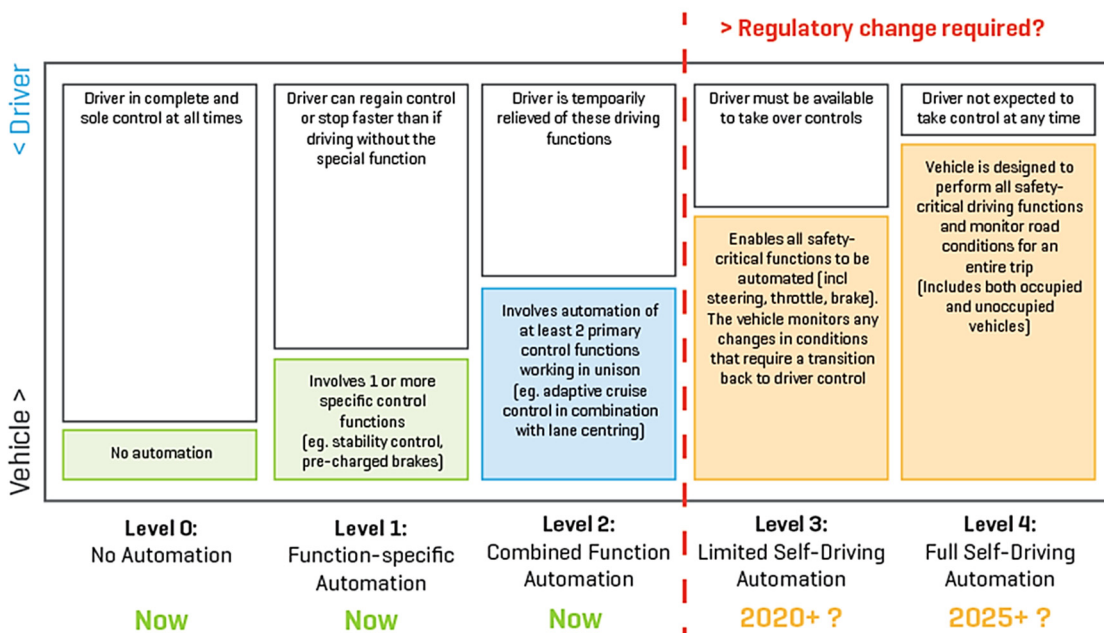 > Regulatory change required?
< Driver
Vehicle >
Driver in complete and
sole control at all times
No automation
Driver can regain control
or stop faster than if
driving without the
special function
Involves 1 or more
specific control
functions
(eg. stability control,
pre-charged brakes)
Driver is tempoarily
relieved of these driving
functions
Involves automation of
at least 2 primary
control functions
working in unison
(eg. adaptive cruise
control in combination
with lane centring)
Driver must be available
to take over controls
Enables all safety-
critical functions to be
automated (incl
steering, throttle, brake).
The vehicle monitors any
changes in conditions
that require a transition
back to driver control
Driver not expected to
take control at any time
Vehicle is designed to
perform all safety-
critical driving functions
and monitor road
conditions for an
entire trip
(Includes both occupied
and unoccupied
vehicles)
Level 0:
No Automation
Now
Level 1:
Function-specific
Automation
Now
Level 2:
Combined Function
Automation
Now
Level 3:
Limited Self-Driving
Automation
2020+ ?
Level 4:
Full Self-Driving
Automation
2025+ ?